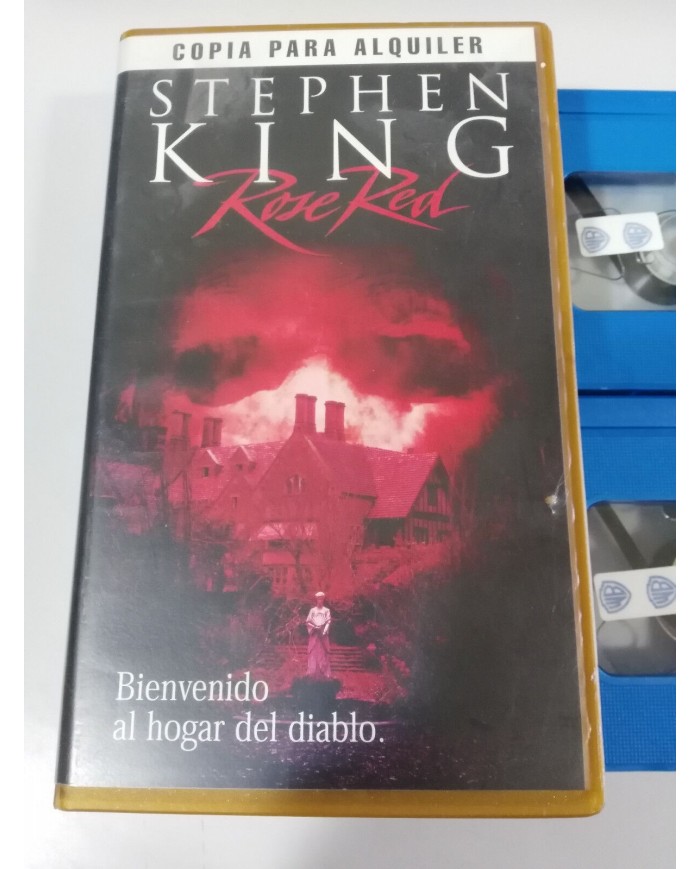 COPIA PARA ALQUILER
STEPHEN
KING
Rose Red
Bienvenido
al hogar del diablo.